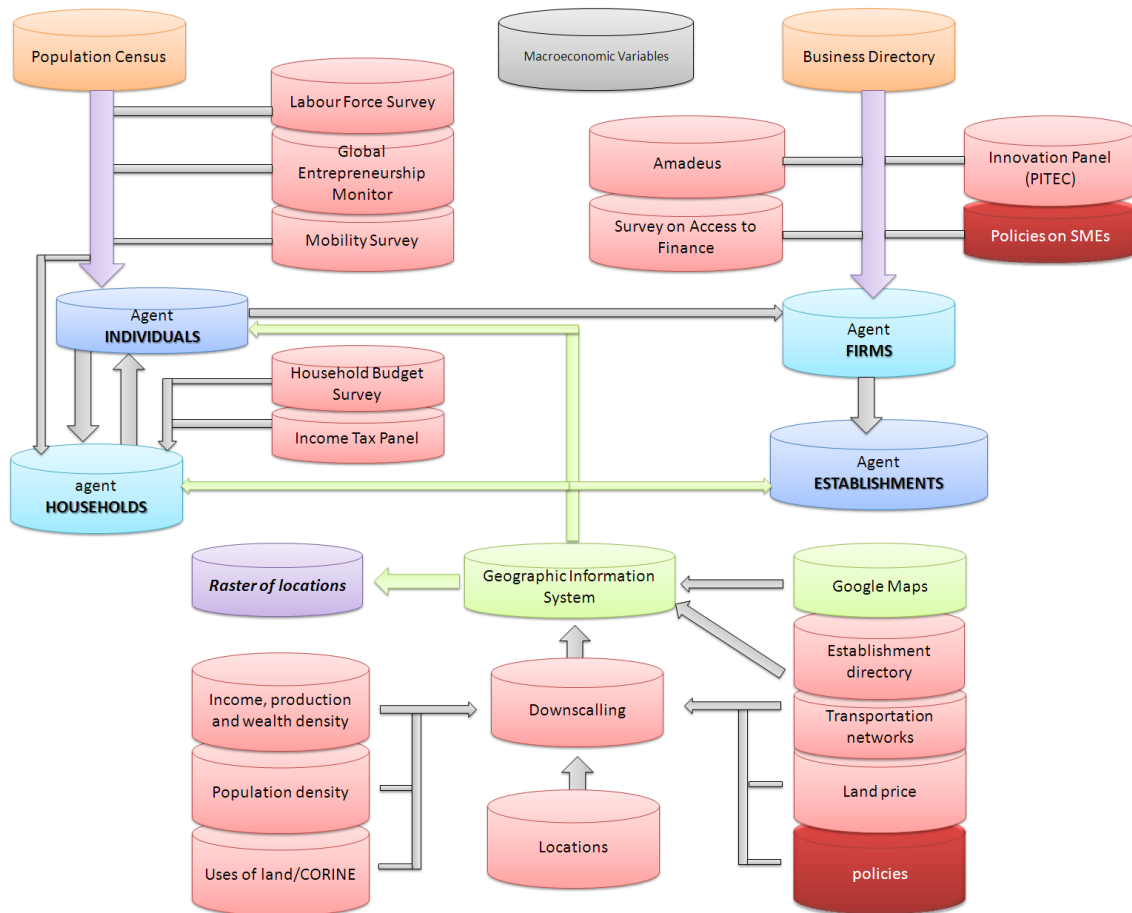 Population Census
Macroeconomic Variables
Business Directory
Labour Force Survey
Global
Entrepreneurship
Monitor
Mobility Survey
Amadeus
Innovation Panel
(PITEC)
Survey on Access to
Finance
Policies on SMEs
Agent
INDIVIDUALS
Agent
FIRMS
Household Budget
Survey
Income Tax Panel
agent
HOUSEHOLDS
Agent
ESTABLISHMENTS
Raster of locations
Geographic Information
System
Google Maps
Establishment
directory
Income, production
and wealth density
Downscalling
Transportation
networks
Population density
Land price
Locations
Uses of land/CORINE
policies